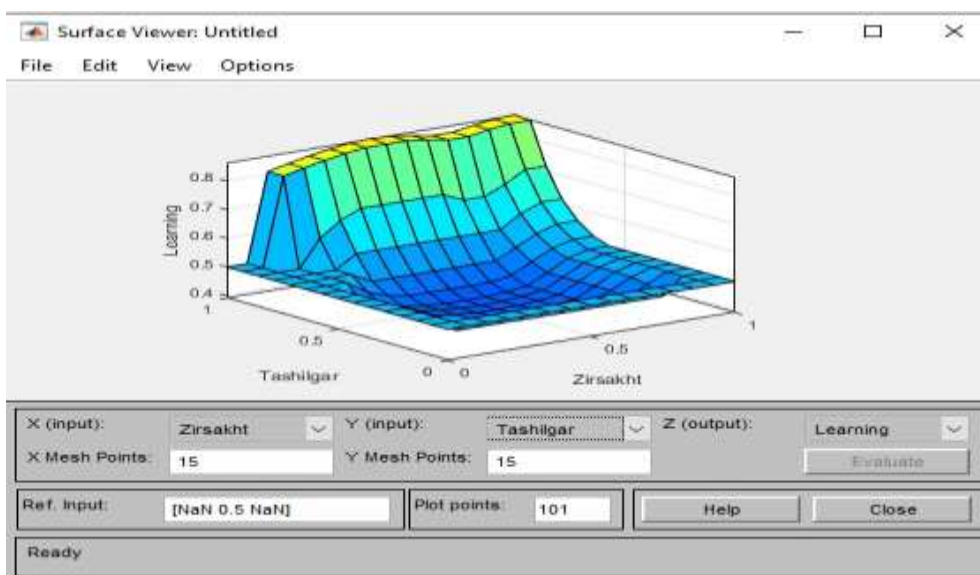 Surface Viewer: Untitled
File Edit View Options
0.8
0.7
0.6
0.5
0.4
Learning
1
0.5
0
Tashilgar
0
0.5
1
Zirsakht
X (input): Zirsakht Y (input): Tashilgar Z (output): Learning
X Mesh Points: 15 Y Mesh Points: 15 Evaluate
Ref. Input: [NaN 0.5 NaN] Plot points: 101 Help Close
Ready